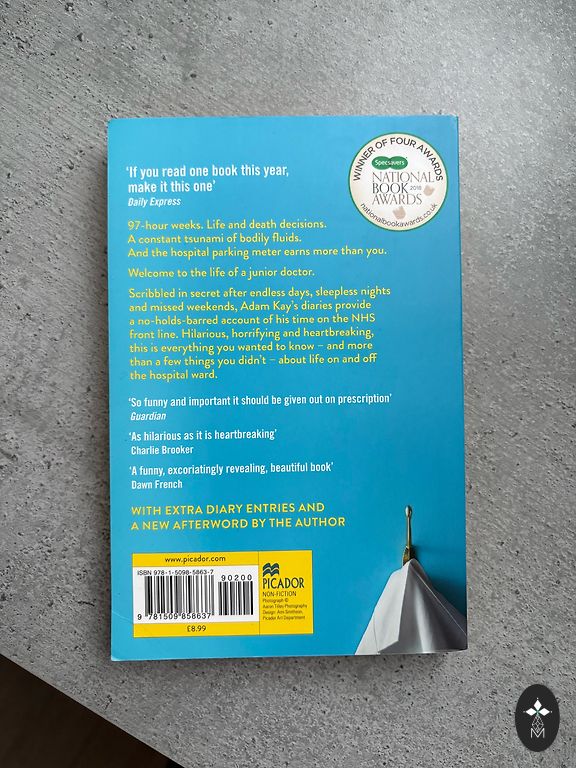 'If you read one book this year,
make it this one'
Daily Express
WINNER OF FOUR AWARDS
Specsavers
NATIONAL
BOOK 2018
AWARDS
nationalbookawards.co.uk
97-hour weeks. Life and death decisions.
A constant tsunami of bodily fluids.
And the hospital parking meter earns more than you.
Welcome to the life of a junior doctor.
Scribbled in secret after endless days, sleepless nights
and missed weekends, Adam Kay's diaries provide
a no-holds-barred account of his time on the NHS
front line. Hilarious, horrifying and heartbreaking,
this is everything you wanted to know – and more
than a few things you didn't – about life on and off
the hospital ward.
'So funny and important it should be given out on prescription'
Guardian
'As hilarious as it is heartbreaking'
Charlie Brooker
'A funny, excoriatingly revealing, beautiful book'
Dawn French
WITH EXTRA DIARY ENTRIES AND
A NEW AFTERWORD BY THE AUTHOR
www.picador.com
ISBN 978-1-5098-5863-7
90200
9 781509 858637
£8.99
PICADOR
NON-FICTION
Photograph ©
Aaron Tilley Photography
Design: Ami Smithson,
Picador Art Department
M